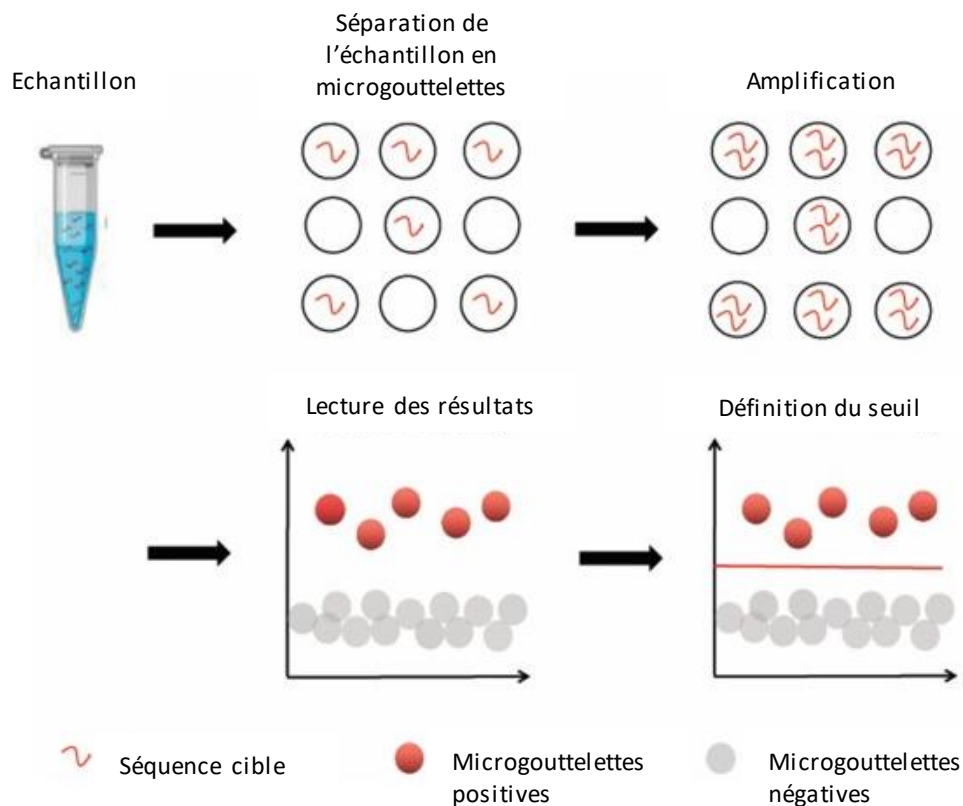 Echantillon
Séparation de
l’échantillon en
microgouttelettes
Amplification
Lecture des résultats
Définition du seuil
Séquence cible
Microgouttelettes
positives
Microgouttelettes
négatives